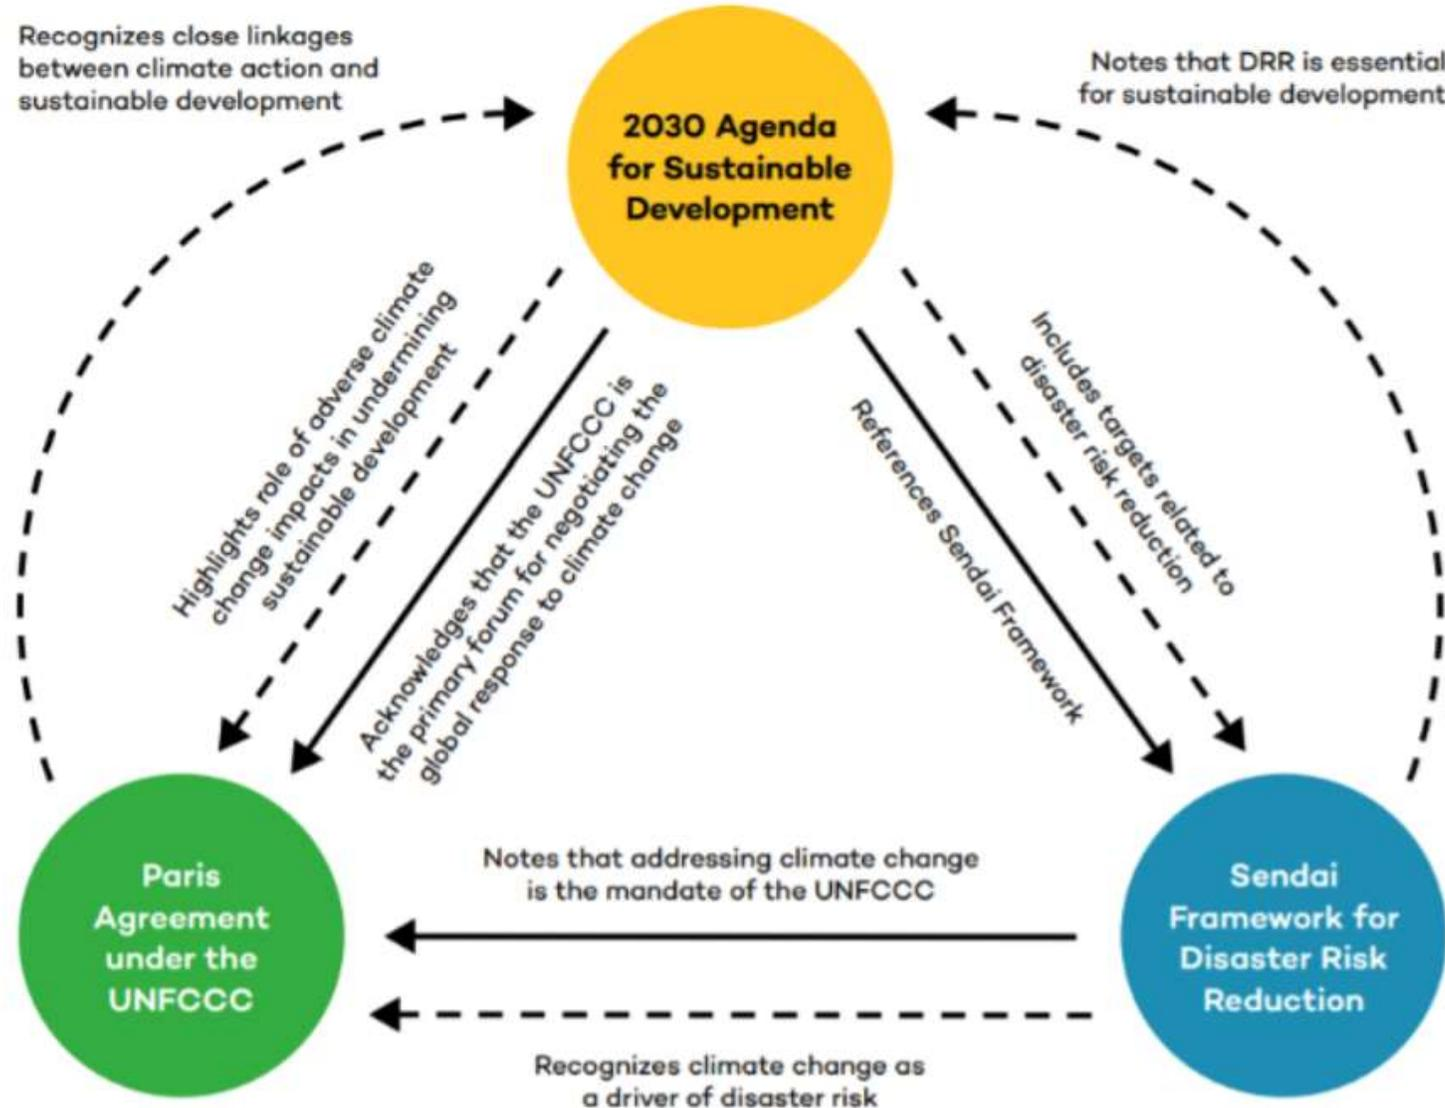 Recognizes close linkages
between climate action and
sustainable development
Notes that DRR is essential
for sustainable development
2030 Agenda
for Sustainable
Development
Highlights role of adverse climate
change impacts in undermining
sustainable development
Acknowledges that the UNFCCC is
the primary forum for negotiating the
global response to climate change
References Sendai Framework
Includes targets related to
disaster risk reduction
Paris
Agreement
under the
UNFCCC
Notes that addressing climate change
is the mandate of the UNFCCC
Recognizes climate change as
a driver of disaster risk
Sendai
Framework for
Disaster Risk
Reduction